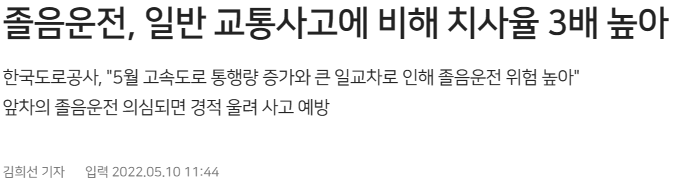 졸음운전, 일반 교통사고에 비해 치사율 3배 높아
한국도로공사, "5월 고속도로 통행량 증가와 큰 일교차로 인해 졸음운전 위험 높아"
앞차의 졸음운전 의심되면 경적 울려 사고 예방
김희선 기자 입력 2022.05.10 11:44